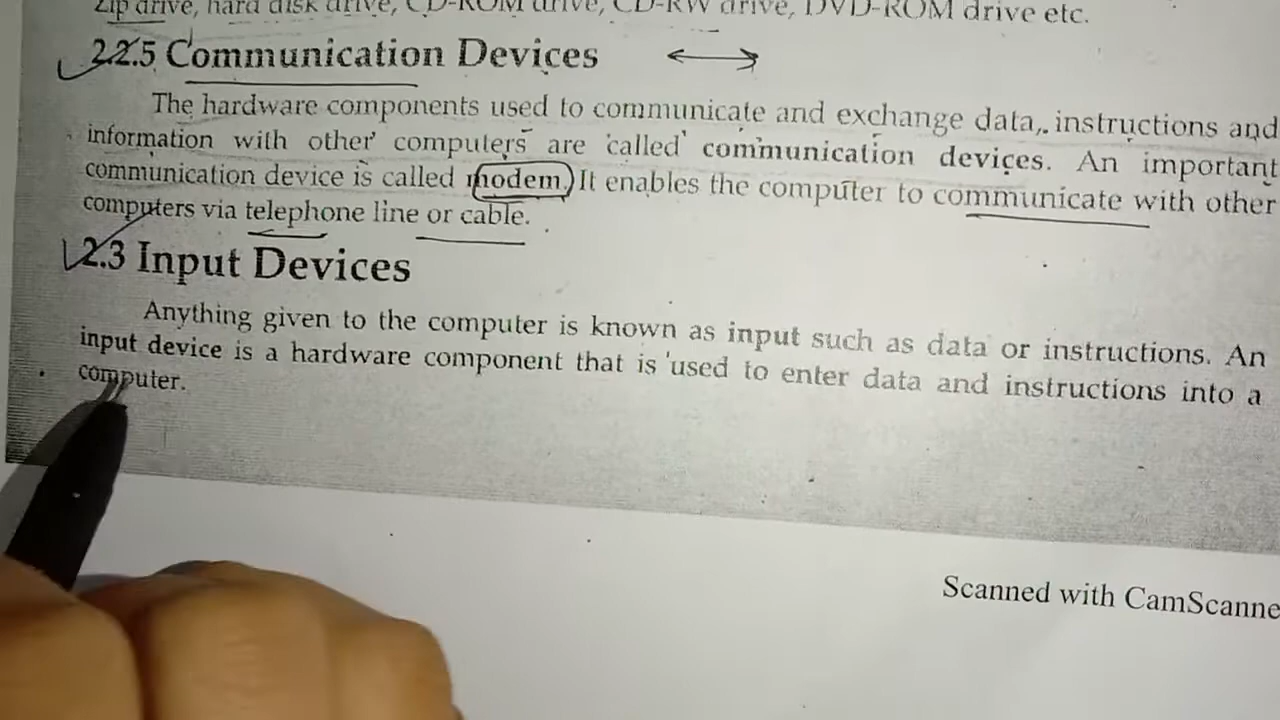 Zip drive, hard disk drive, CD-ROM drive, CD-RW drive, DVD-ROM drive etc.
2.2.5 Communication Devices
The hardware components used to communicate and exchange data, instructions and
information with other computers are called communication devices. An important
communication device is called modem. It enables the computer to communicate with other
computers via telephone line or cable.
2.3 Input Devices
Anything given to the computer is known as input such as data or instructions. An
input device is a hardware component that is used to enter data and instructions into a
computer.
Scanned with CamScanne